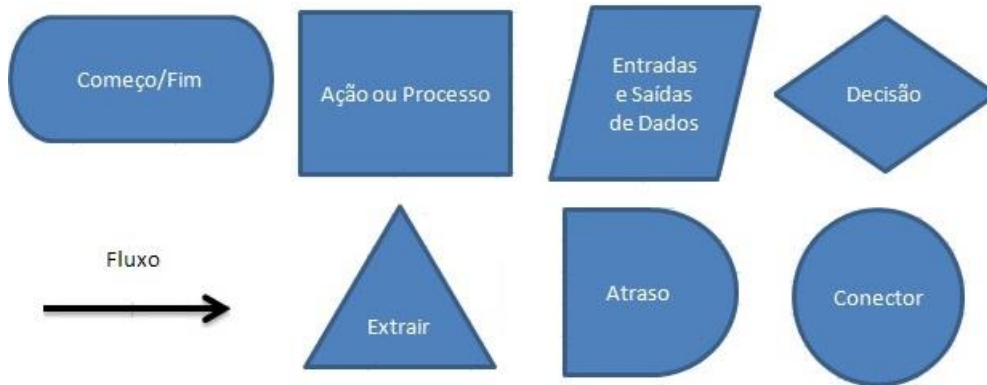 Começo/Fim
Ação ou Processo
Entradas
e Saídas
de Dados
Decisão
Fluxo
Extrair
Atraso
Conector